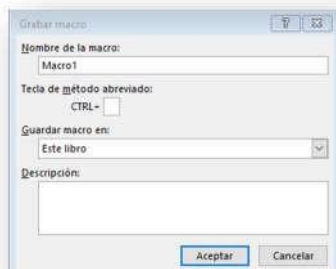 Grabar macro
Nombre de la macro:
Macro1
Tecla de método abreviado:
CTRL+
Guardar macro en:
Este libro
Descripción:
Aceptar Cancelar